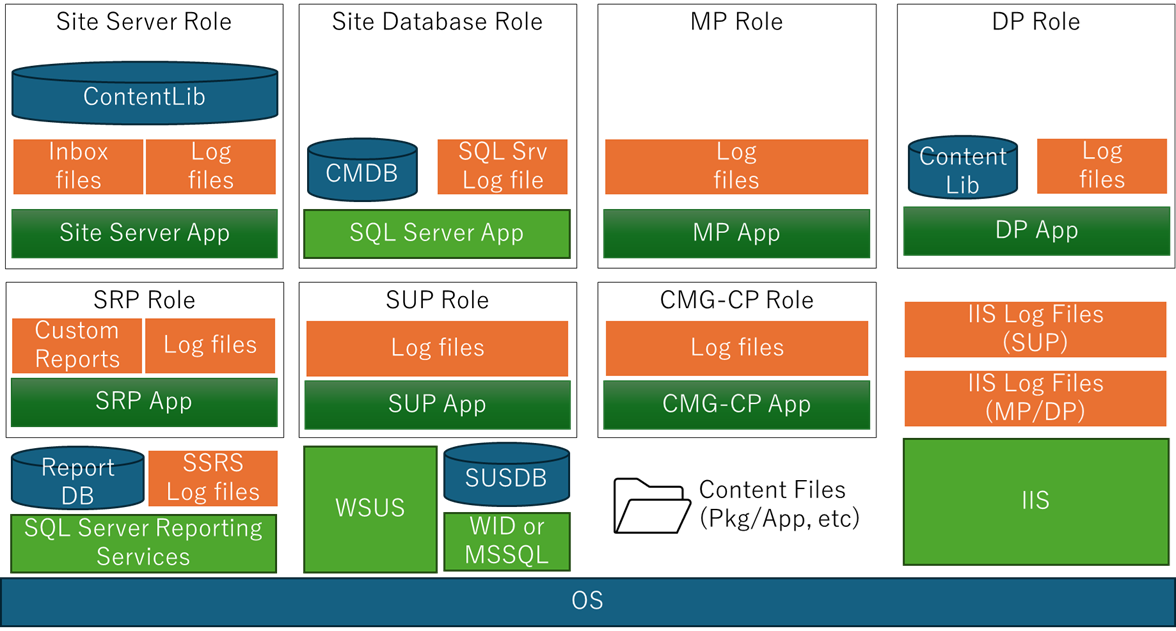 Site Server Role
ContentLib
Inbox
files
Log
files
Site Server App
Site Database Role
CMDB
SQL Srv
Log file
SQL Server App
MP Role
Log
files
MP App
DP Role
Content
Lib
Log
files
DP App
SRP Role
Custom
Reports
Log files
SRP App
Report
DB
SSRS
Log files
SQL Server Reporting
Services
SUP Role
Log files
SUP App
WSUS
SUSDB
WID or
MSSQL
CMG-CP Role
Log files
CMG-CP App
Content Files
(Pkg/App, etc)
IIS Log Files
(SUP)
IIS Log Files
(MP/DP)
IIS
OS